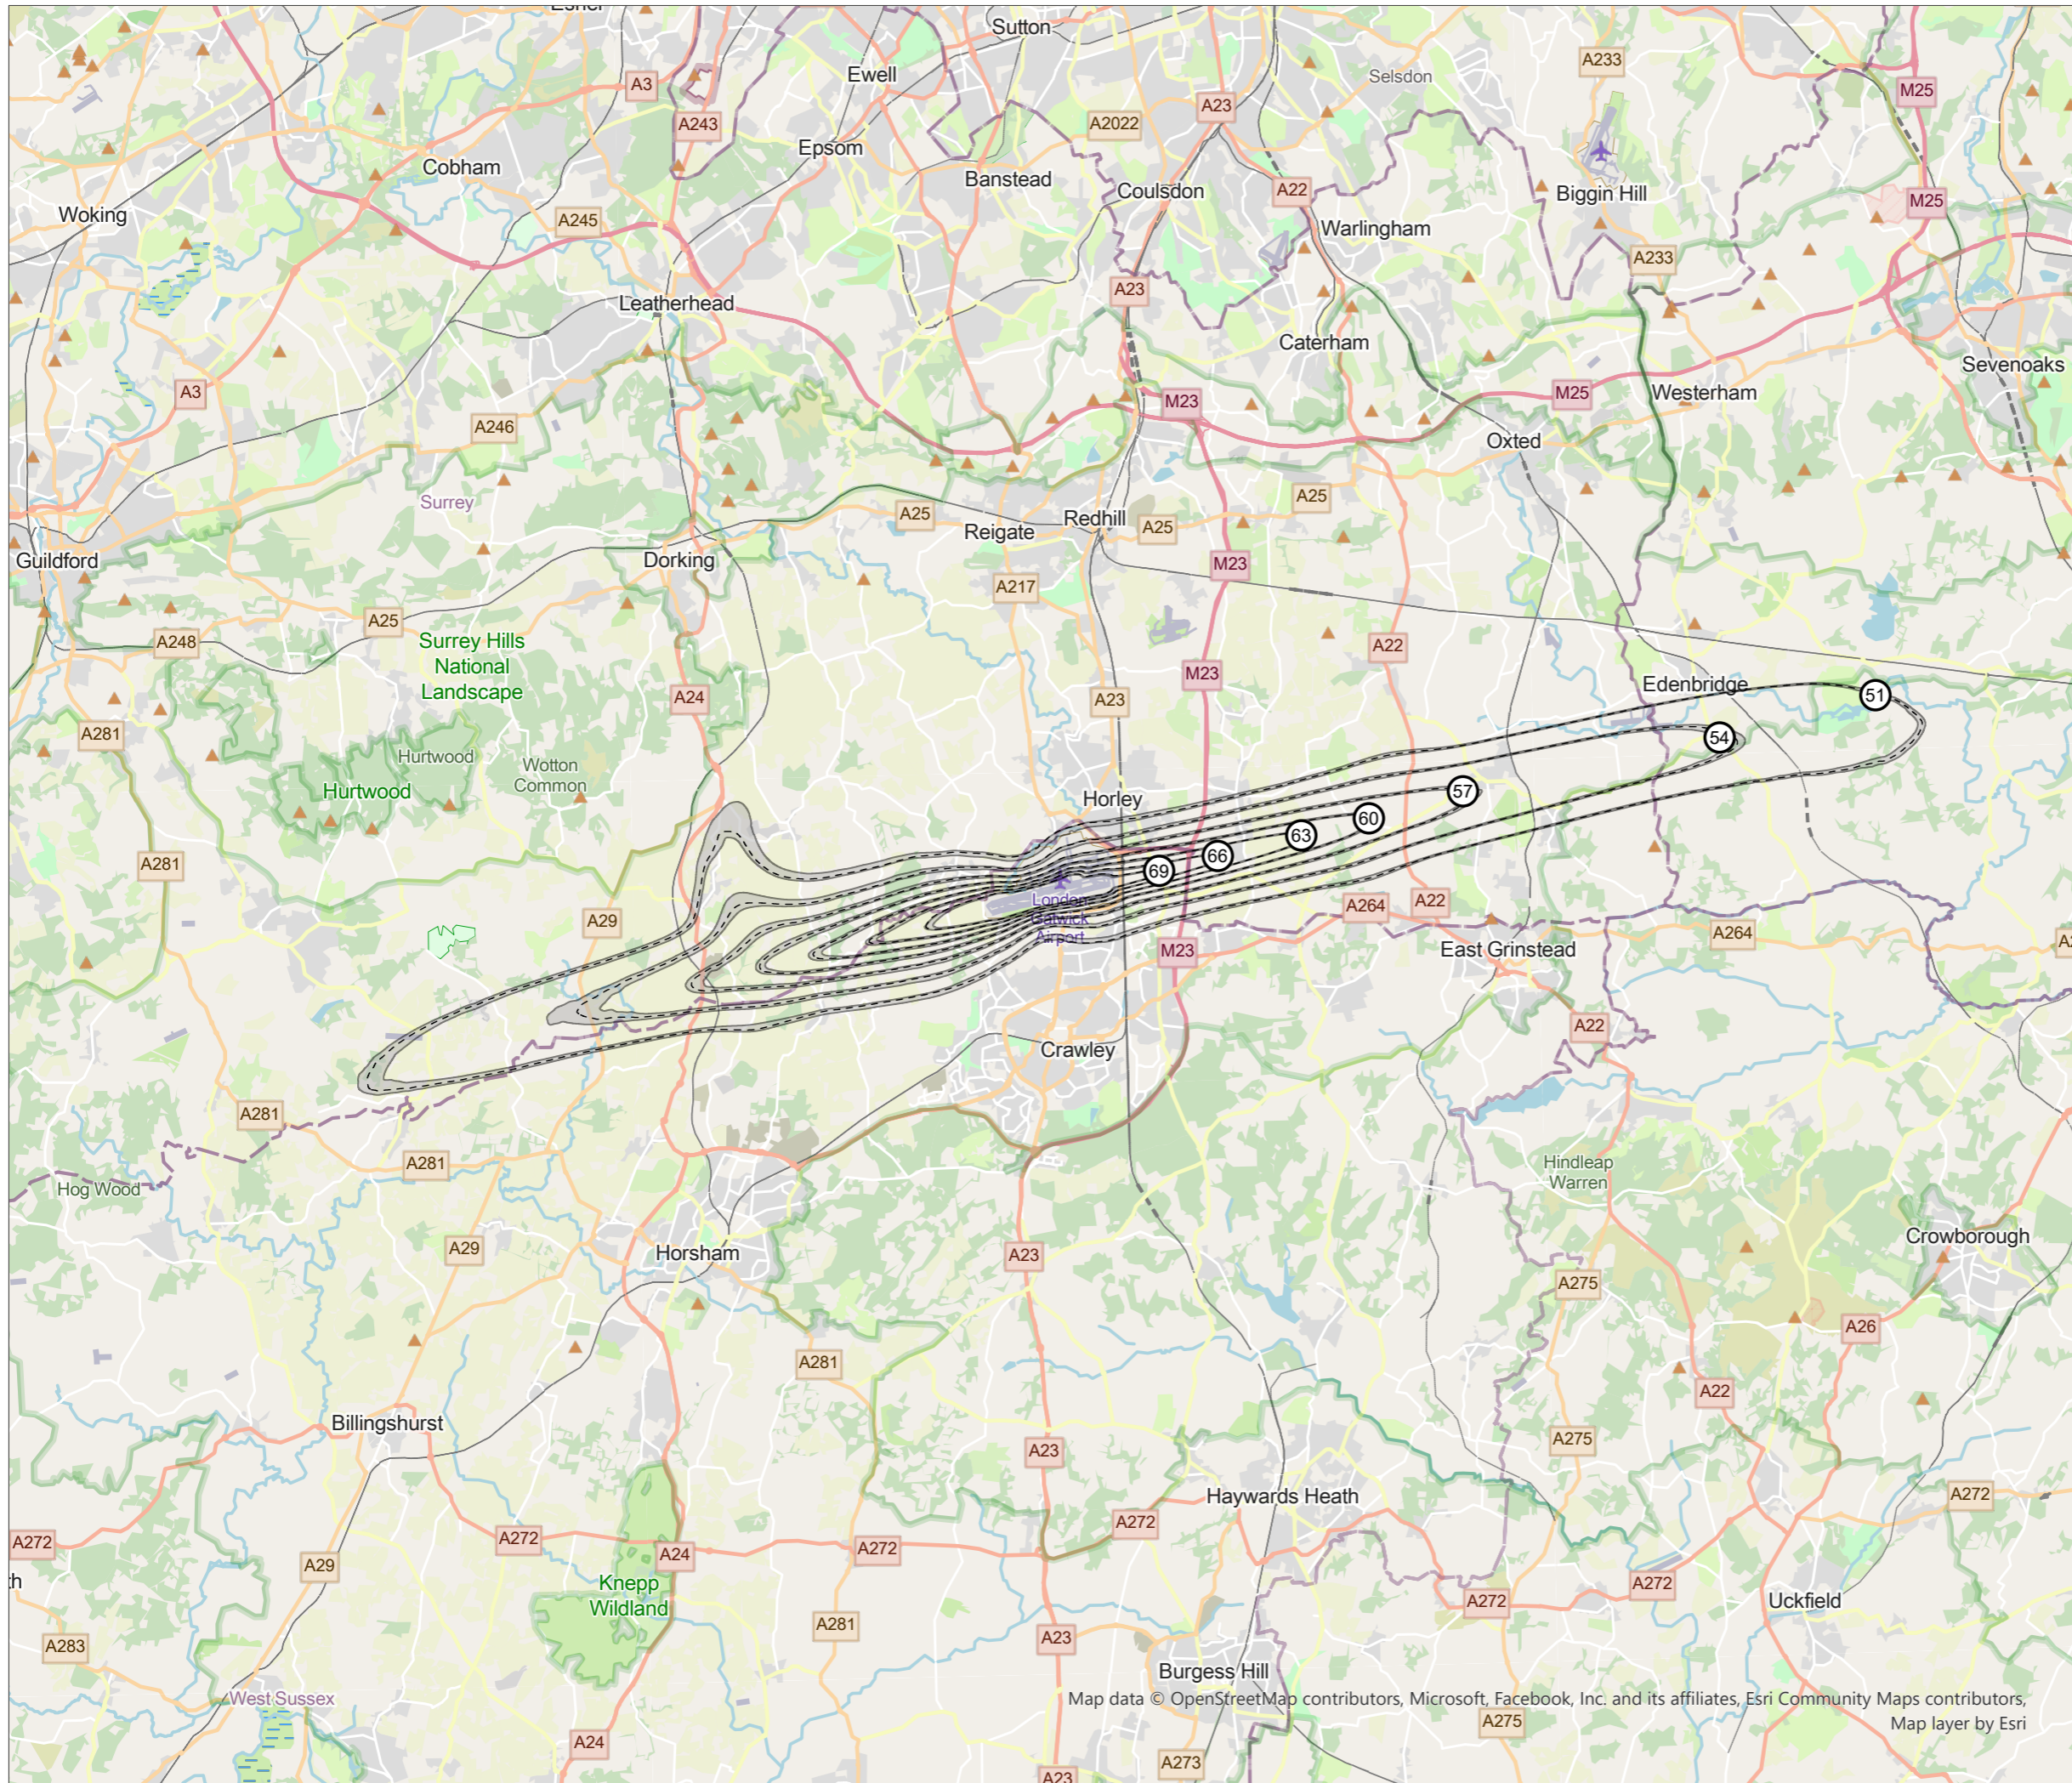 Sutton
A233
Ewell
Selsdon
A3
M25
A23
A243
A2022
Epsom
Cobham
Banstead
Coulsdon
A22
Biggin Hill
M25
Woking
A245
Warlingham
A233
A23
Leatherhead
Caterham
Sevenoaks
A3
M23
M25
Westerham
A246
Oxted
Surrey
A25
A25
Reigate
Redhill
A25
Guildford
Dorking
M23
A217
A25
A248
Surrey Hills
National
Landscape
A22
M23
Edenbridge
51
A24
A23
A281
54
Hurtwood
Wotton
Common
Hurtwood
Horley
57
60
63
66
A281
69
London
Gatwick
Airport
A29
A264
A22
A264
M23
East Grinstead
A22
Crawley
A281
A281
Hindleap
Warren
Hog Wood
A29
Horsham
A23
Crowborough
A275
A26
A281
A22
Billingshurst
A23
A275
Haywards Heath
A272
A272
A272
A272
A24
A272
A29
Knepp
Wildland
A272
A272
Uckfield
A281
A23
A283
Burgess Hill
West Sussex
Map data © OpenStreetMap contributors, Microsoft, Facebook, Inc. and its affiliates, Esri Community Maps contributors,
Map layer by Esri
A275
A24
A273
A23